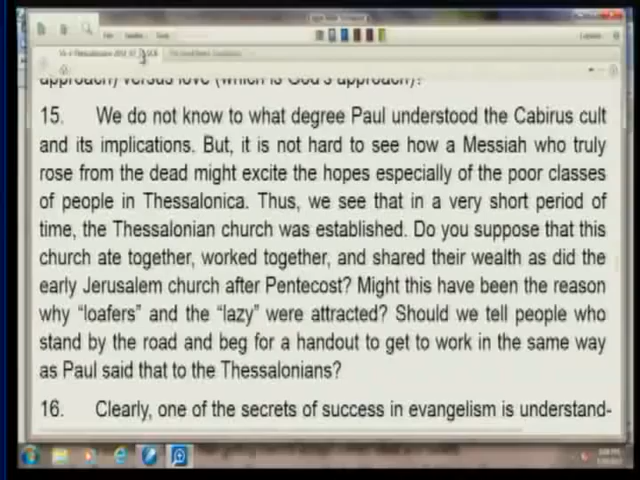 approach) versus love (which is God's approach)?
15. We do not know to what degree Paul understood the Cabirus cult
and its implications. But, it is not hard to see how a Messiah who truly
rose from the dead might excite the hopes especially of the poor classes
of people in Thessalonica. Thus, we see that in a very short period of
time, the Thessalonian church was established. Do you suppose that this
church ate together, worked together, and shared their wealth as did the
early Jerusalem church after Pentecost? Might this have been the reason
why “loafers” and the “lazy” were attracted? Should we tell people who
stand by the road and beg for a handout to get to work in the same way
as Paul said that to the Thessalonians?
16. Clearly, one of the secrets of success in evangelism is understand-